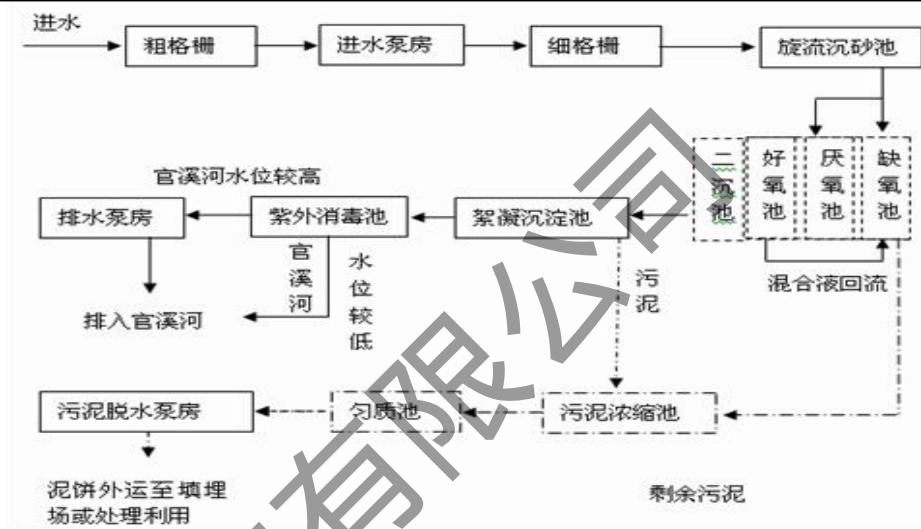 进水
粗格栅
进水泵房
细格栅
旋流沉砂池
二沉池
好氧池
厌氧池
缺氧池
混合液回流
官溪河水位较高
排水泵房
紫外消毒池
絮凝沉淀池
官溪河
水位较低
污泥
排入官溪河
污泥脱水泵房
匀质池
污泥浓缩池
泥饼外运至填埋
场或处理利用
剩余污泥
有限公司